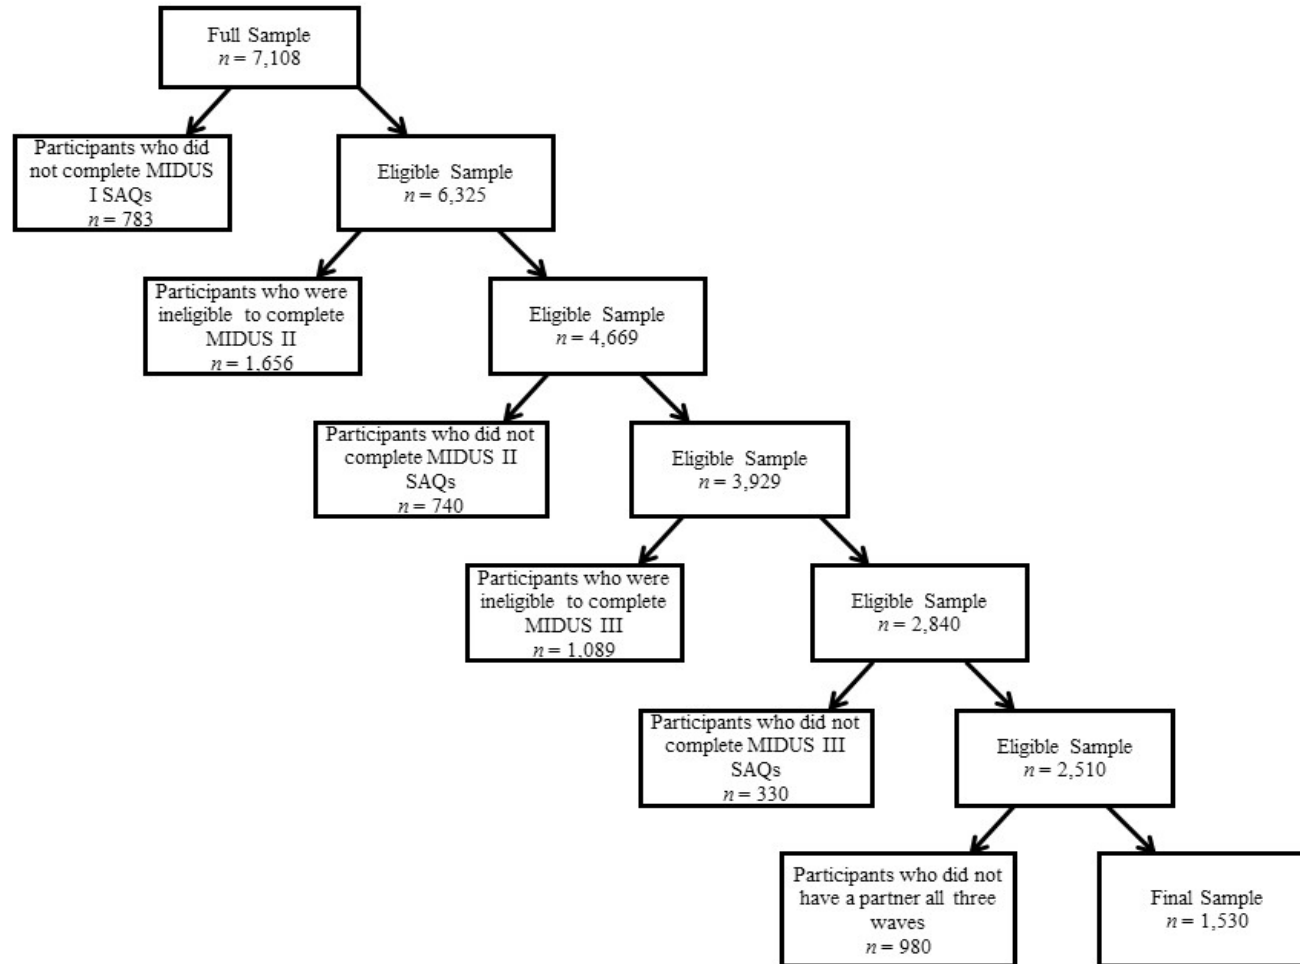 Full Sample
n = 7,108
Participants who did
not complete MIDUS
I SAQs
n = 783
Eligible Sample
n = 6,325
Participants who were
ineligible to complete
MIDUS II
n = 1,656
Eligible Sample
n = 4,669
Participants who did not
complete MIDUS II
SAQs
n = 740
Eligible Sample
n = 3,929
Participants who were
ineligible to complete
MIDUS III
n = 1,089
Eligible Sample
n = 2,840
Participants who did not
complete MIDUS III
SAQs
n = 330
Eligible Sample
n = 2,510
Participants who did not
have a partner all three
waves
n = 980
Final Sample
n = 1,530